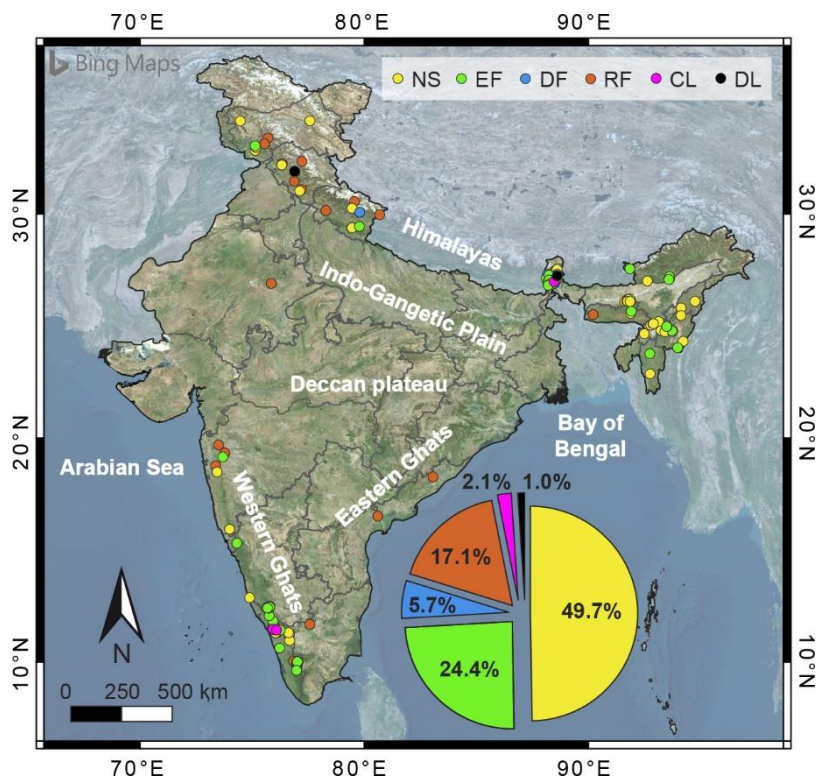 70°E 80°E 90°E
Bing Maps
NS EF DF RF CL DL
30°N 30°N
Himalayas
Indo-Gangetic Plain
Deccan plateau
20°N 20°N
Bay of
Bengal
Arabian Sea
Eastern Ghats
Western Ghats
2.1% 1.0%
17.1%
49.7%
5.7%
24.4%
N
10°N 10°N
0 250 500 km
70°E 80°E 90°E